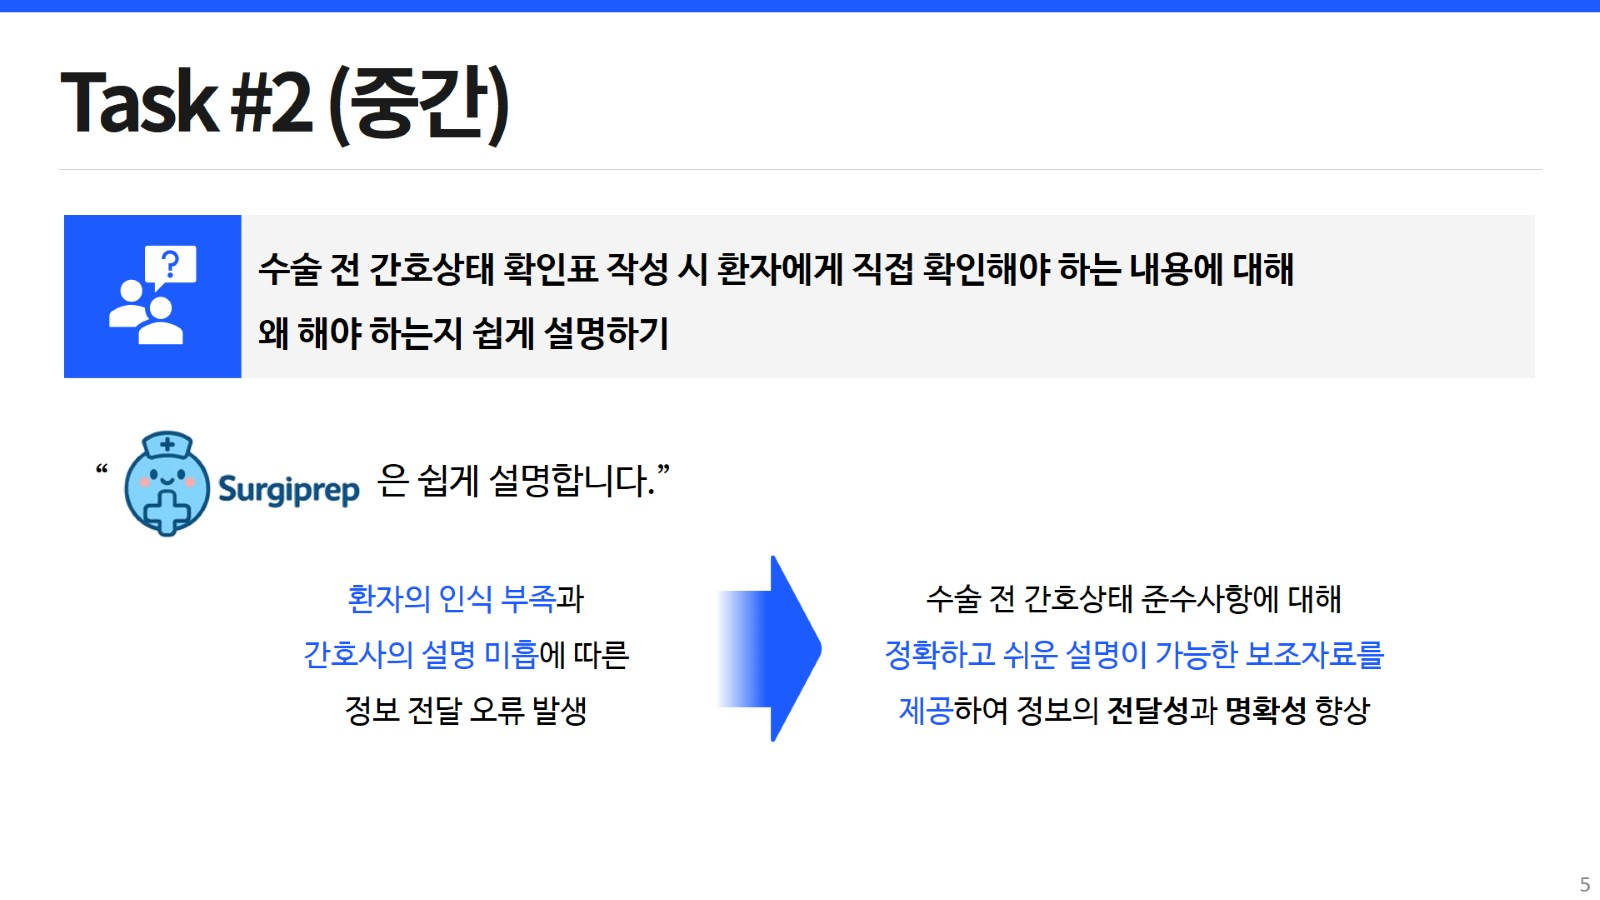 Task #2 (중간)
수술 전 간호상태 확인표 작성 시 환자에게 직접 확인해야 하는 내용에 대해
왜 해야 하는지 쉽게 설명하기
“ Surgiprep 은 쉽게 설명합니다.”
환자의 인식 부족과
간호사의 설명 미흡에 따른
정보 전달 오류 발생
수술 전 간호상태 준수사항에 대해
정확하고 쉬운 설명이 가능한 보조자료를
제공하여 정보의 전달성과 명확성 향상
5